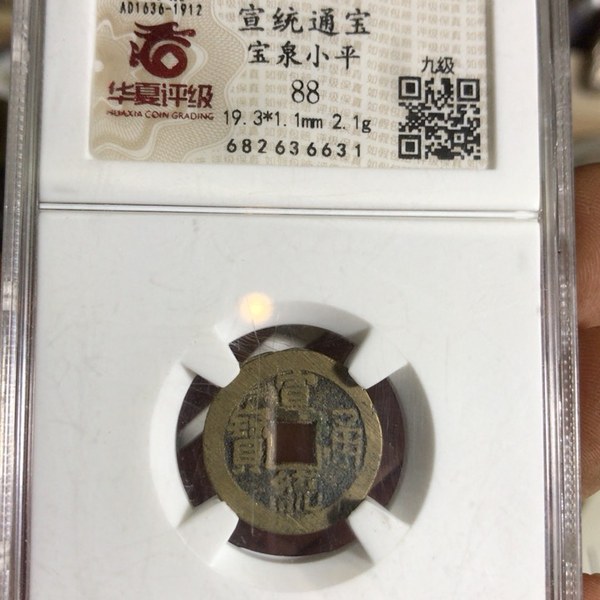 AD1636-1912
宣统通宝
宝泉小平
九级
88
华夏评级
HUAXIA COIN GRADING
19.3*1.1mm 2.1g
682636631
宣
寶 通
統